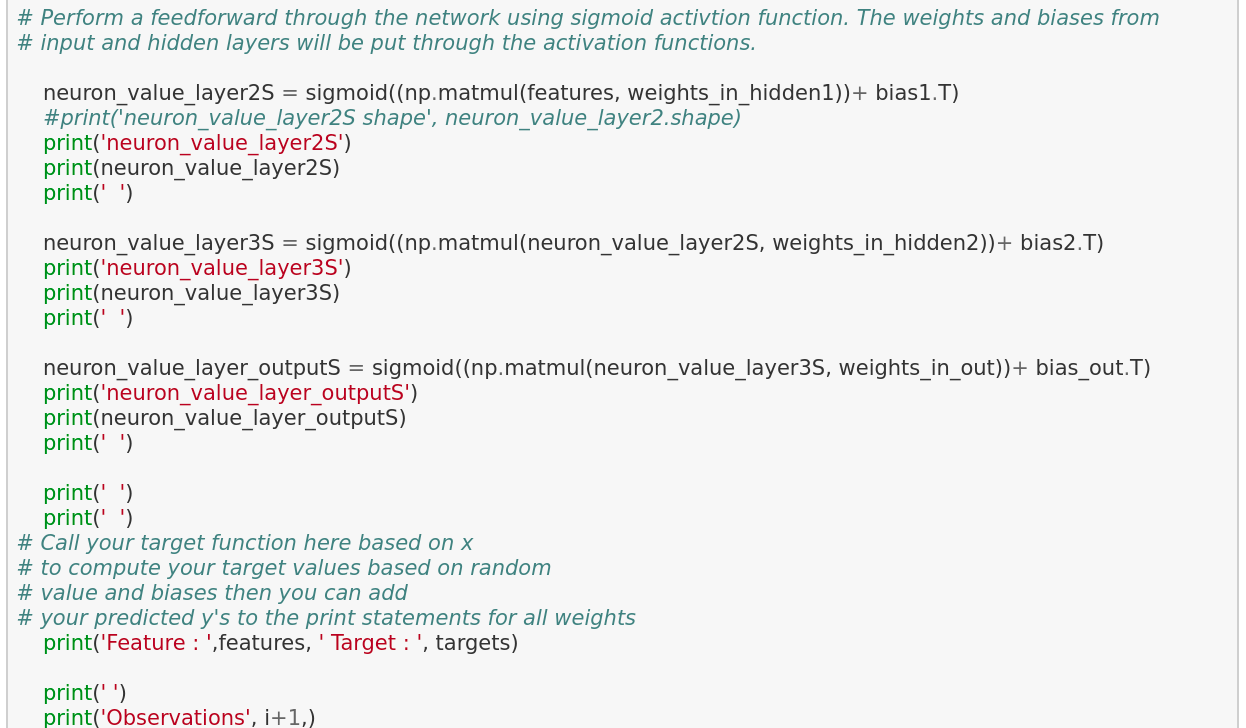 # Perform a feedforward through the network using sigmoid activtion function. The weights and biases from
# input and hidden layers will be put through the activation functions.
neuron_value_layer2S = sigmoid((np.matmul(features, weights_in_hidden1))+ bias1.T)
#print('neuron_value_layer2S shape', neuron_value_layer2.shape)
print('neuron_value_layer2S')
print(neuron_value_layer2S)
print('  ')
neuron_value_layer3S = sigmoid((np.matmul(neuron_value_layer2S, weights_in_hidden2))+ bias2.T)
print('neuron_value_layer3S')
print(neuron_value_layer3S)
print('  ')
neuron_value_layer_outputS = sigmoid((np.matmul(neuron_value_layer3S, weights_in_out))+ bias_out.T)
print('neuron_value_layer_outputS')
print(neuron_value_layer_outputS)
print('  ')
print('  ')
print('  ')
# Call your target function here based on x
# to compute your target values based on random
# value and biases then you can add
# your predicted y's to the print statements for all weights
print('Feature : ',features, ' Target : ', targets)
print(' ')
print('Observations', i+1,)